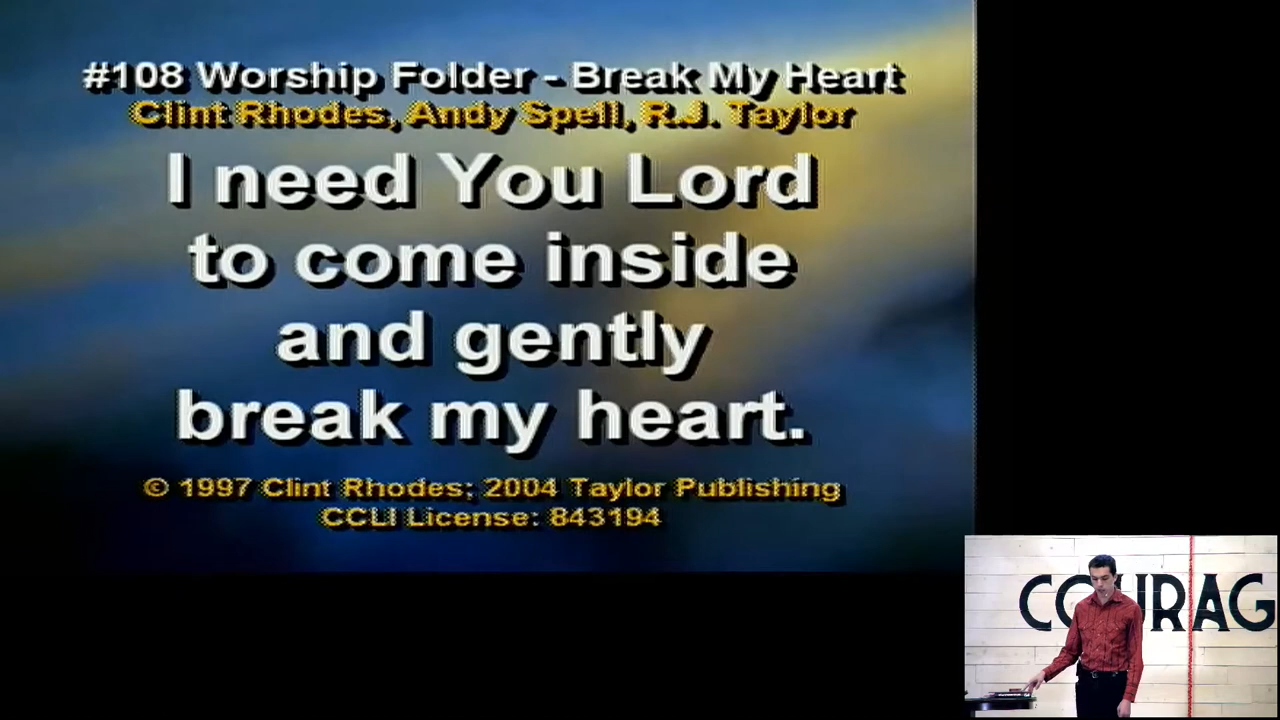 #108 Worship Folder - Break My Heart
Clint Rhodes, Andy Spell, R.J. Taylor
I need You Lord
to come inside
and gently
break my heart.
© 1997 Clint Rhodes; 2004 Taylor Publishing
CCLI License: 843194
COURAG